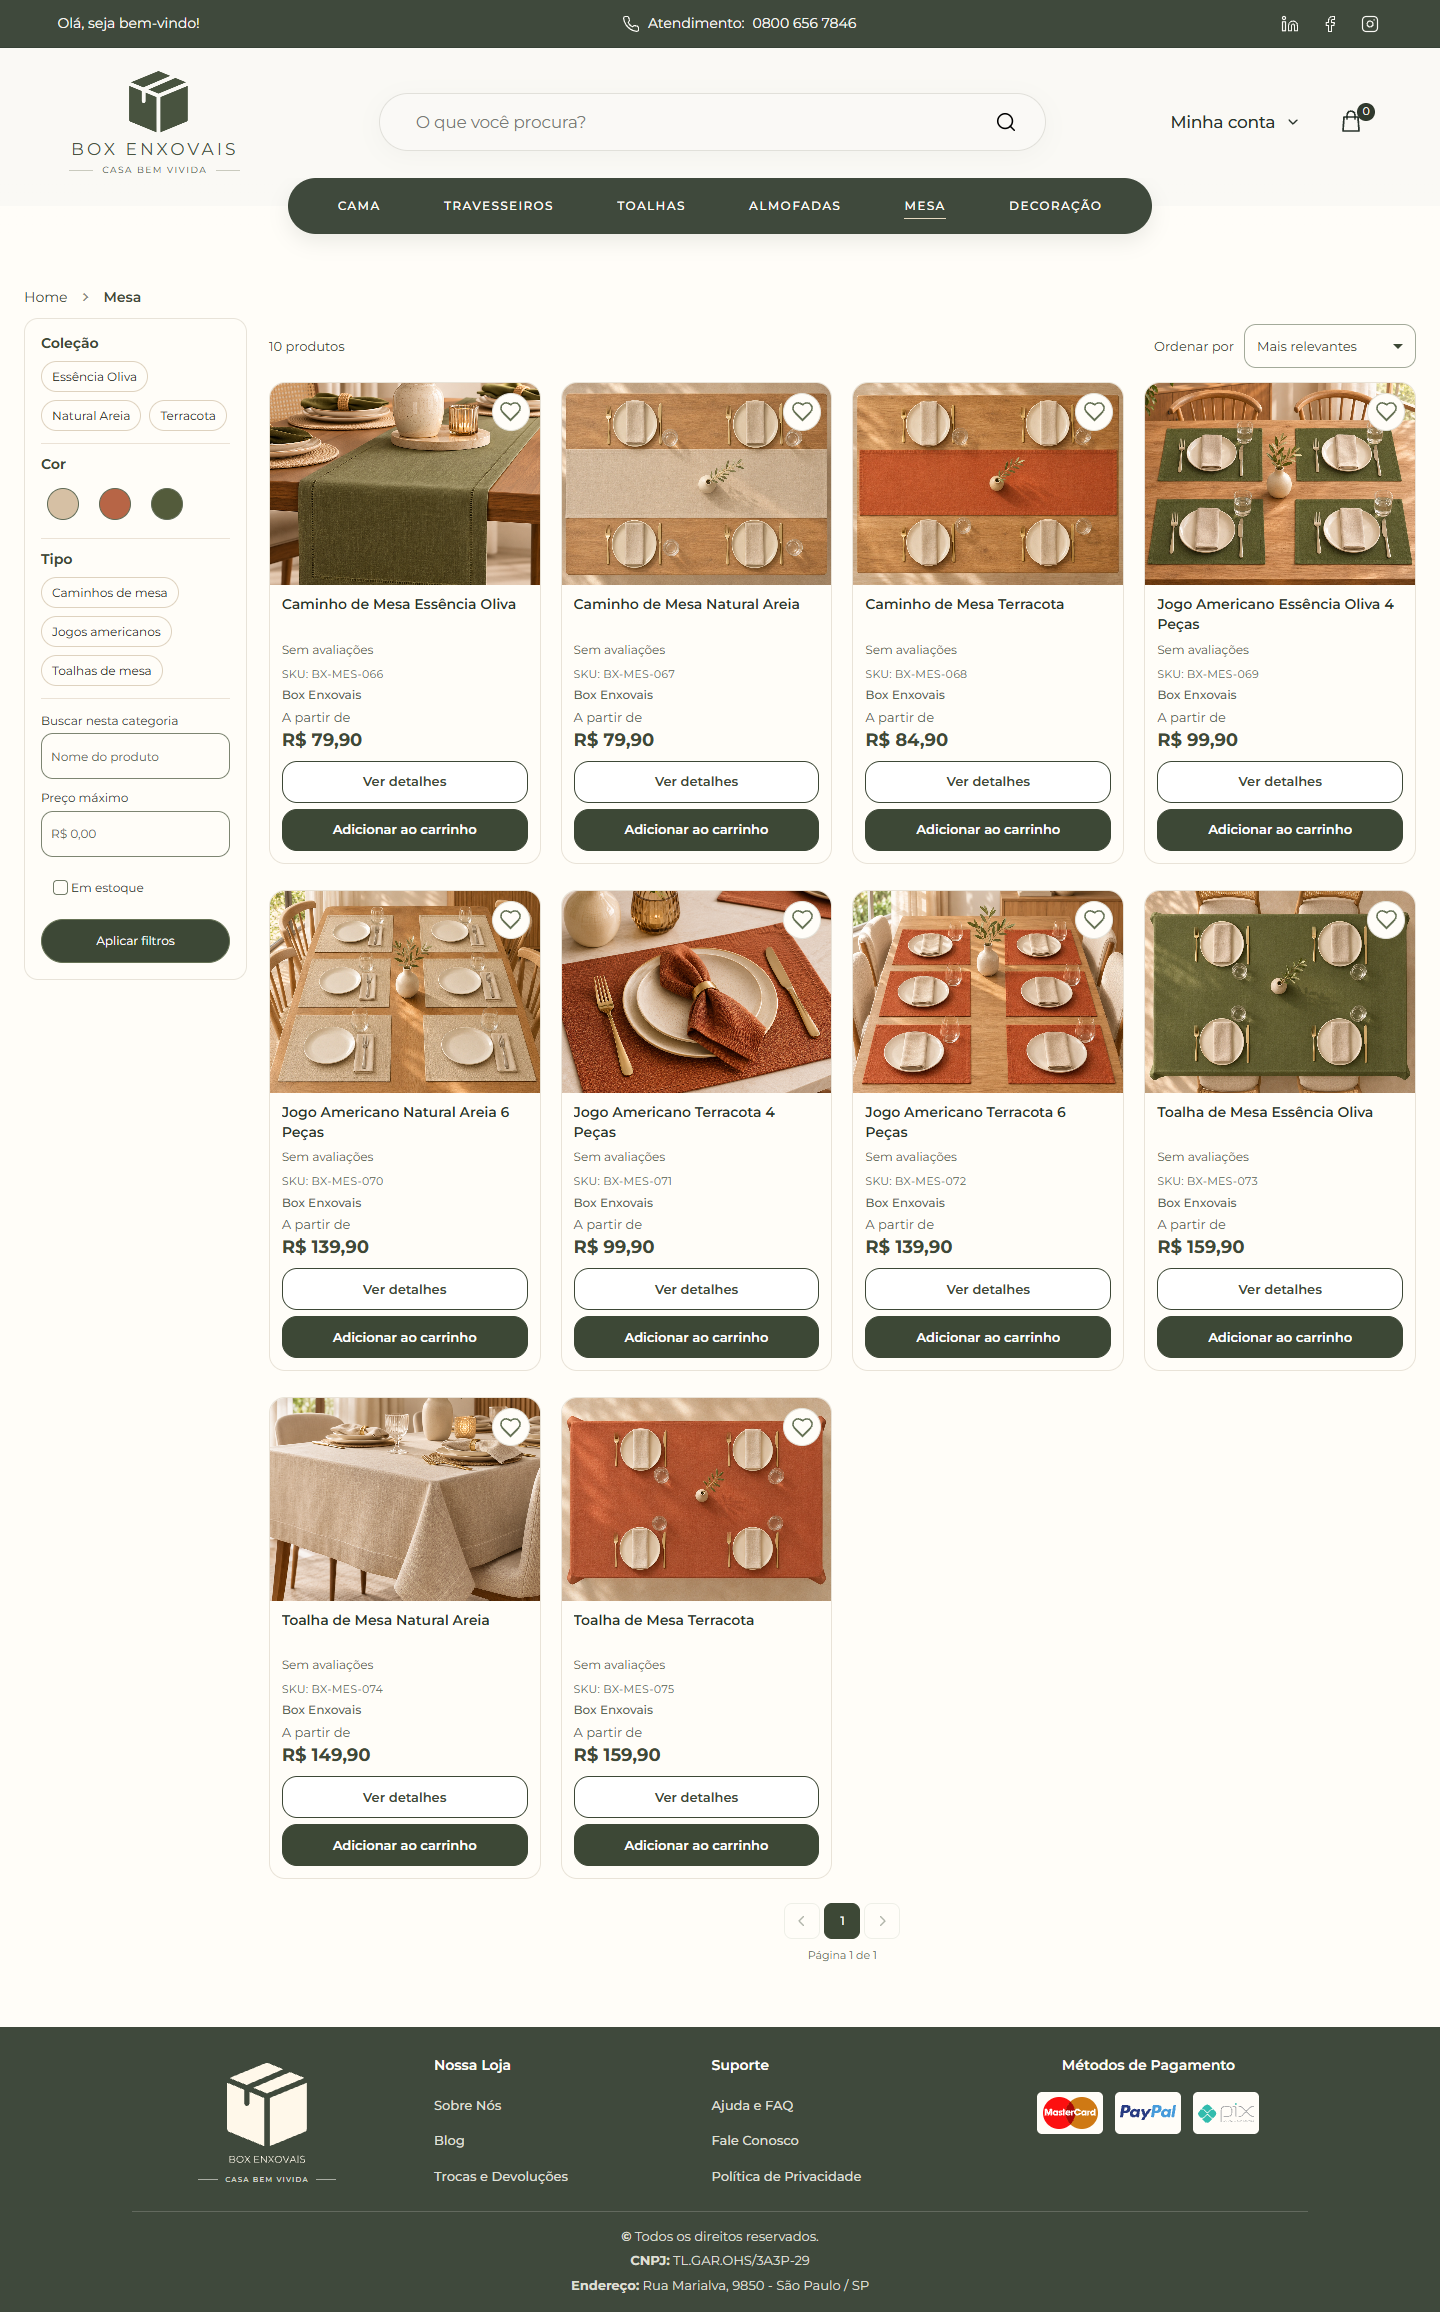 Olá, seja bem-vindo!
Atendimento: 0800 656 7846
BOX ENXOVAIS
CASA BEM VIVIDA
O que você procura?
Minha conta
0
CAMA TRAVESSEIROS TOALHAS ALMOFADAS MESA DECORAÇÃO
Home > Mesa
Coleção
Essência Oliva
Natural Areia Terracota
Cor
Tipo
Caminhos de mesa
Jogos americanos
Toalhas de mesa
Buscar nesta categoria
Nome do produto
Preço máximo
R$ 0,00
Em estoque
Aplicar filtros
10 produtos
Ordenar por Mais relevantes
Caminho de Mesa Essência Oliva
Sem avaliações
SKU: BX-MES-066
Box Enxovais
A partir de
R$ 79,90
Ver detalhes
Adicionar ao carrinho
Caminho de Mesa Natural Areia
Sem avaliações
SKU: BX-MES-067
Box Enxovais
A partir de
R$ 79,90
Ver detalhes
Adicionar ao carrinho
Caminho de Mesa Terracota
Sem avaliações
SKU: BX-MES-068
Box Enxovais
A partir de
R$ 84,90
Ver detalhes
Adicionar ao carrinho
Jogo Americano Essência Oliva 4
Peças
Sem avaliações
SKU: BX-MES-069
Box Enxovais
A partir de
R$ 99,90
Ver detalhes
Adicionar ao carrinho
Jogo Americano Natural Areia 6
Peças
Sem avaliações
SKU: BX-MES-070
Box Enxovais
A partir de
R$ 139,90
Ver detalhes
Adicionar ao carrinho
Jogo Americano Terracota 4
Peças
Sem avaliações
SKU: BX-MES-071
Box Enxovais
A partir de
R$ 99,90
Ver detalhes
Adicionar ao carrinho
Jogo Americano Terracota 6
Peças
Sem avaliações
SKU: BX-MES-072
Box Enxovais
A partir de
R$ 139,90
Ver detalhes
Adicionar ao carrinho
Toalha de Mesa Essência Oliva
Sem avaliações
SKU: BX-MES-073
Box Enxovais
A partir de
R$ 159,90
Ver detalhes
Adicionar ao carrinho
Toalha de Mesa Natural Areia
Sem avaliações
SKU: BX-MES-074
Box Enxovais
A partir de
R$ 149,90
Ver detalhes
Adicionar ao carrinho
Toalha de Mesa Terracota
Sem avaliações
SKU: BX-MES-075
Box Enxovais
A partir de
R$ 159,90
Ver detalhes
Adicionar ao carrinho
1
Página 1 de 1
BOX ENXOVAIS
CASA BEM VIVIDA
Nossa Loja
Sobre Nós
Blog
Trocas e Devoluções
Suporte
Ajuda e FAQ
Fale Conosco
Política de Privacidade
Métodos de Pagamento
MasterCard PayPal pix
© Todos os direitos reservados.
CNPJ: TL.GAR.OHS/3A3P-29
Endereço: Rua Marialva, 9850 - São Paulo / SP